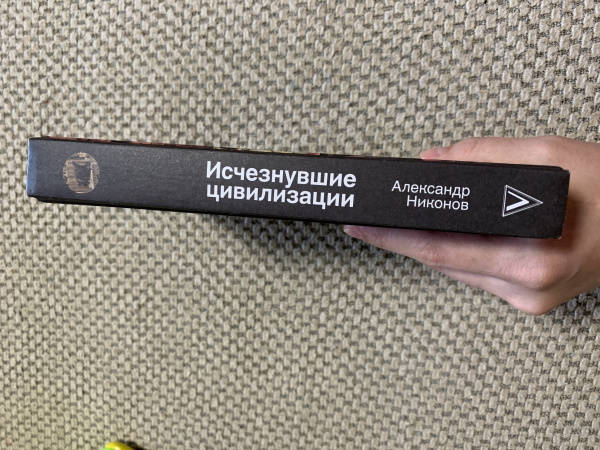 Исчезнувшие
цивилизации
Александр
Никонов